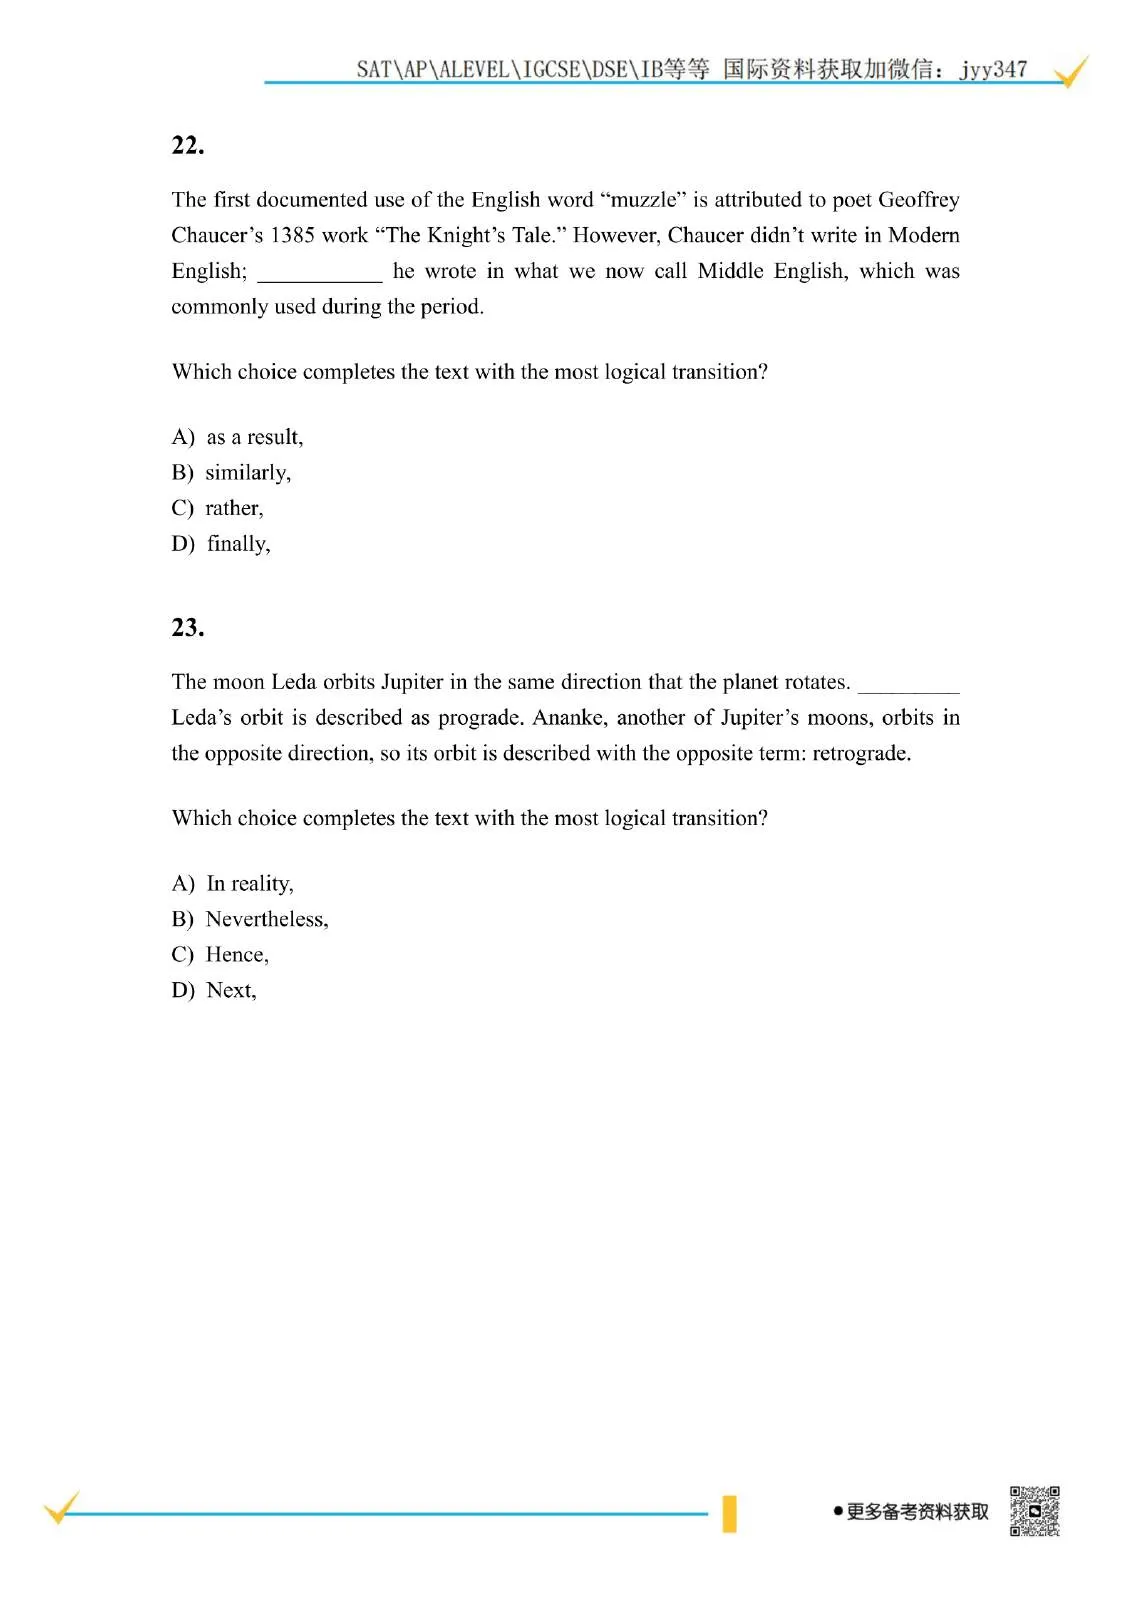 SAT\AP\ALEVEL\IGCSE\DSE\IB等等 国际资料获取加微信：jyy347
22.
The first documented use of the English word “muzzle” is attributed to poet Geoffrey
Chaucer’s 1385 work “The Knight’s Tale.” However, Chaucer didn’t write in Modern
English; ___________ he wrote in what we now call Middle English, which was
commonly used during the period.
Which choice completes the text with the most logical transition?
A) as a result,
B) similarly,
C) rather,
D) finally,
23.
The moon Leda orbits Jupiter in the same direction that the planet rotates. _________
Leda’s orbit is described as prograde. Ananke, another of Jupiter’s moons, orbits in
the opposite direction, so its orbit is described with the opposite term: retrograde.
Which choice completes the text with the most logical transition?
A) In reality,
B) Nevertheless,
C) Hence,
D) Next,
●更多备考资料获取